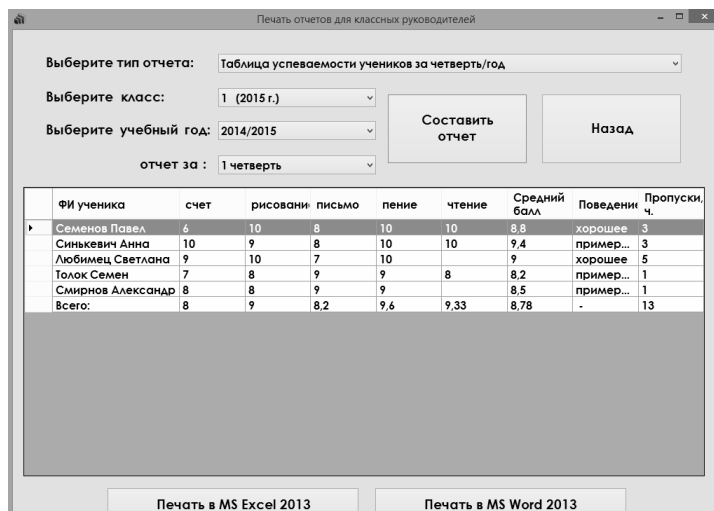 Печать отчетов для классных руководителей
Выберите тип отчета: Таблица успеваемости учеников за четверть/год
Выберите класс: 1 (2015 г.)
Выберите учебный год: 2014/2015
отчет за : 1 четверть
Составить отчет
Назад
ФИ ученика счет рисовани письмо пение чтение Средний балл Поведени Пропуски, ч.
Семенов Павел 6 10 8 10 10 8,8 хорошее 3
Синькевич Анна 10 9 8 10 10 9,4 пример... 3
Любимец Светлана 9 10 7 10 9 хорошее 5
Толок Семен 7 8 9 9 8 8,2 пример... 1
Смирнов Александр 8 8 9 9 8,5 пример... 1
Всего: 8 9 8,2 9,6 9,33 8,78 - 13
Печать в MS Excel 2013
Печать в MS Word 2013